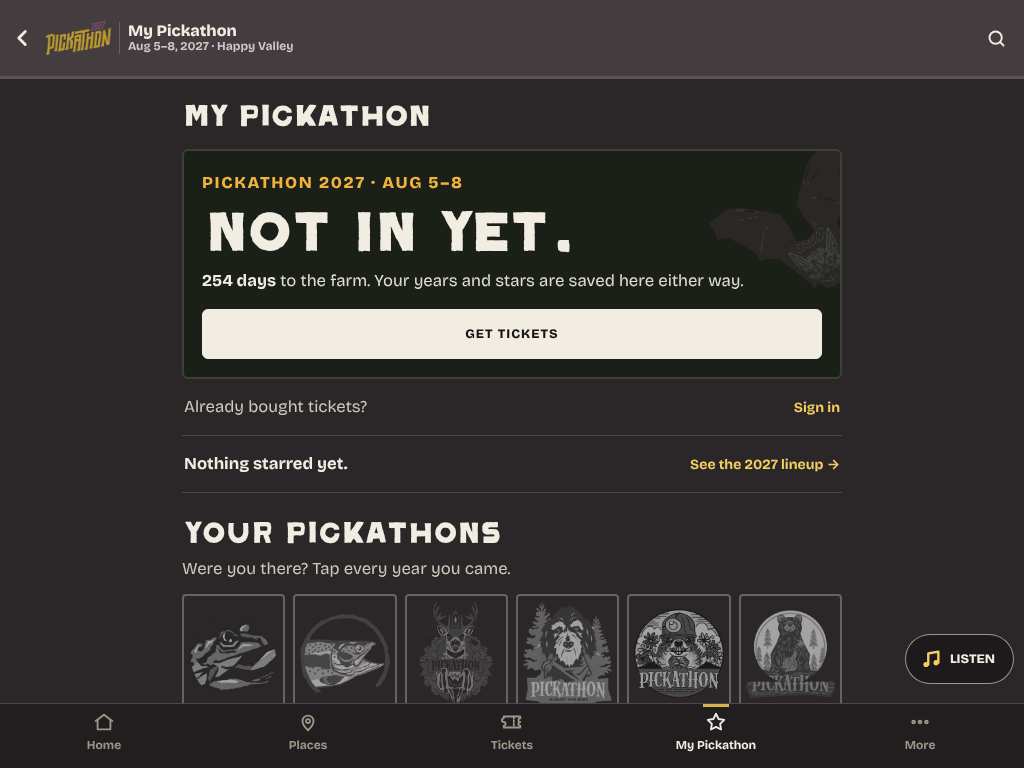 PICKATHON
My Pickathon
Aug 5–8, 2027 · Happy Valley
MY PICKATHON
PICKATHON 2027 · AUG 5–8
NOT IN YET.
254 days to the farm. Your years and stars are saved here either way.
GET TICKETS
Already bought tickets?
Sign in
Nothing starred yet.
See the 2027 lineup →
YOUR PICKATHONS
Were you there? Tap every year you came.
PICKATHON
PICKATHON
PICKATHON
PICKATHON
LISTEN
Home
Places
Tickets
My Pickathon
More